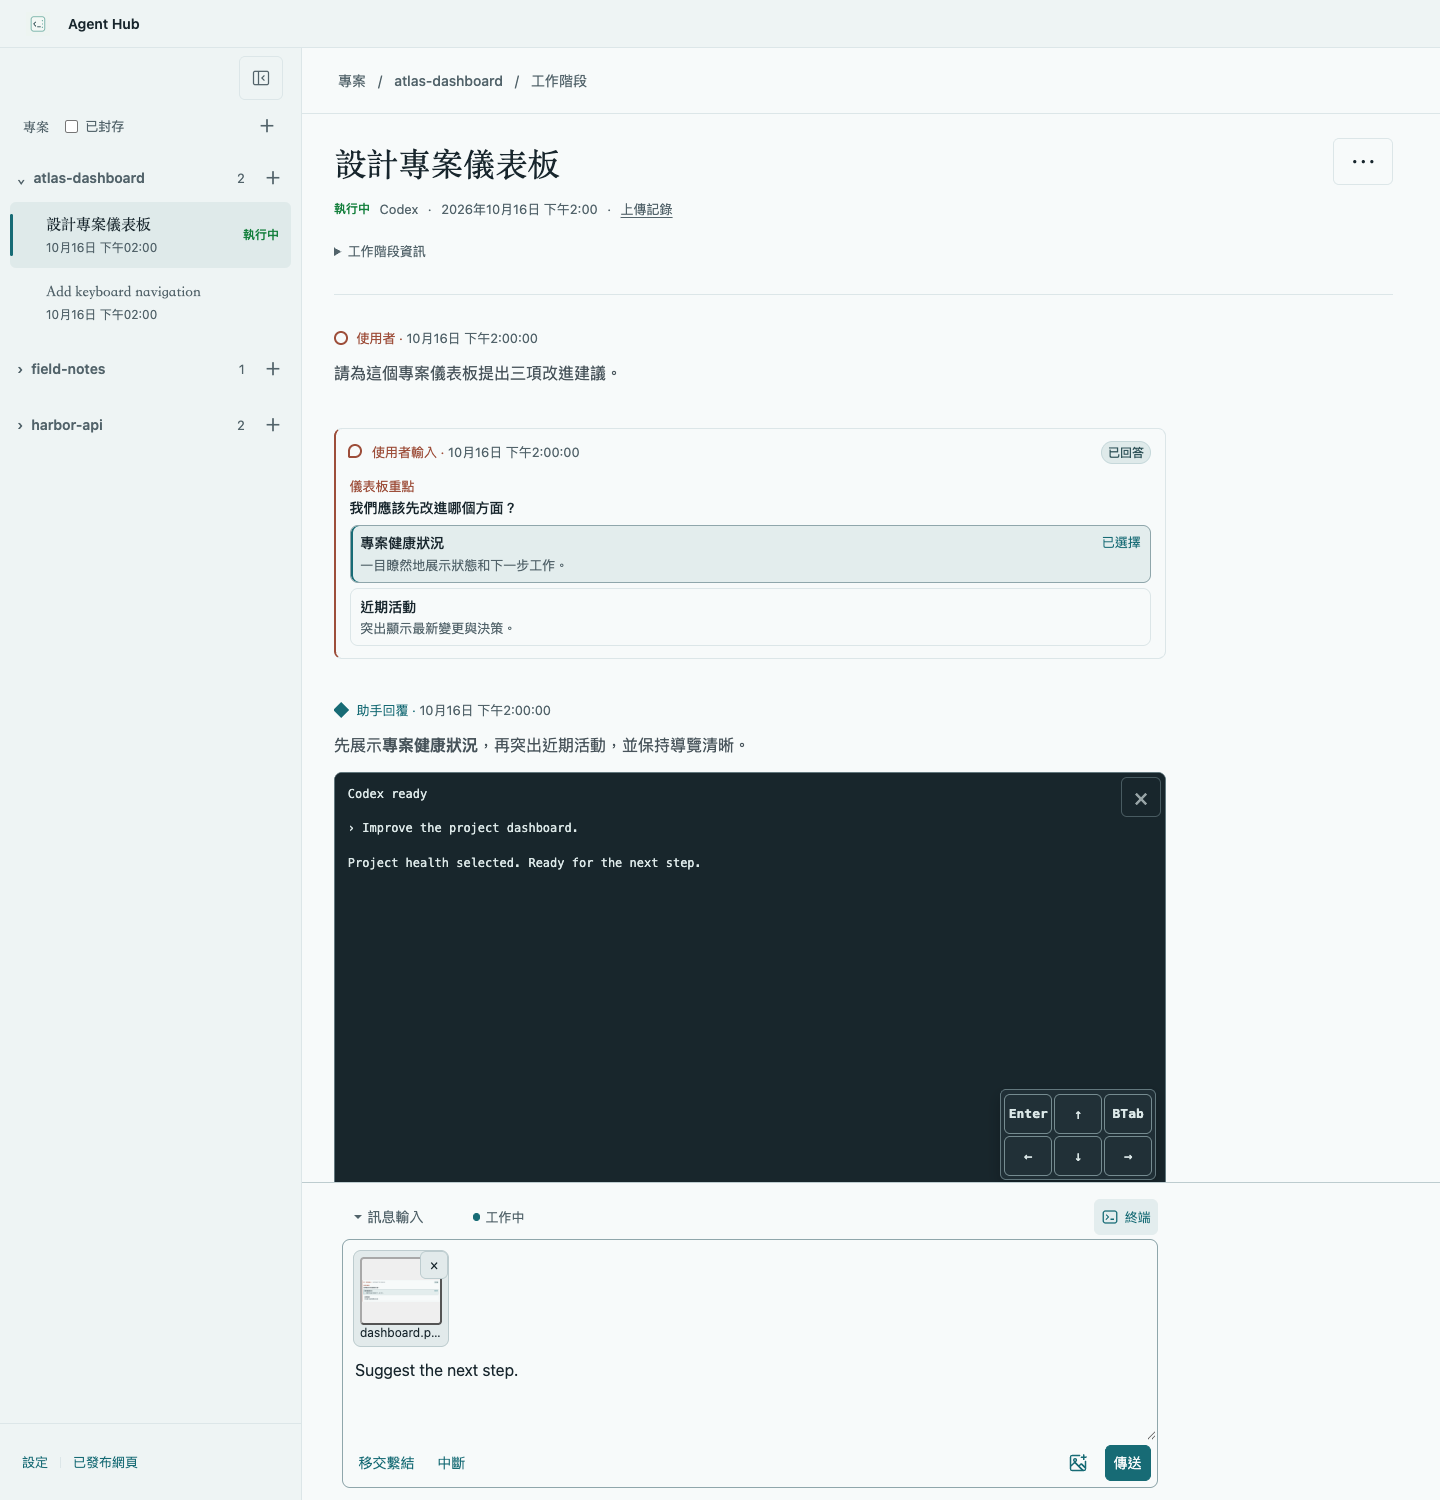 Agent Hub
專案 已封存
atlas-dashboard 2
設計專案儀表板
10月16日 下午02:00
執行中
Add keyboard navigation
10月16日 下午02:00
field-notes 1
harbor-api 2
設定 已發布網頁
專案 / atlas-dashboard / 工作階段
設計專案儀表板
執行中 Codex · 2026年10月16日 下午2:00 · 上傳記錄
工作階段資訊
使用者 · 10月16日 下午2:00:00
請為這個專案儀表板提出三項改進建議。
使用者輸入 · 10月16日 下午2:00:00 已回答
儀表板重點
我們應該先改進哪個方面？
專案健康狀況 已選擇
一目瞭然地展示狀態和下一步工作。
近期活動
突出顯示最新變更與決策。
助手回覆 · 10月16日 下午2:00:00
先展示專案健康狀況，再突出近期活動，並保持導覽清晰。
Codex ready
› Improve the project dashboard.
Project health selected. Ready for the next step.
Enter ↑ BTab
← ↓ →
訊息輸入 工作中 終端
dashboard.p...
Suggest the next step.
移交繫結 中斷 傳送